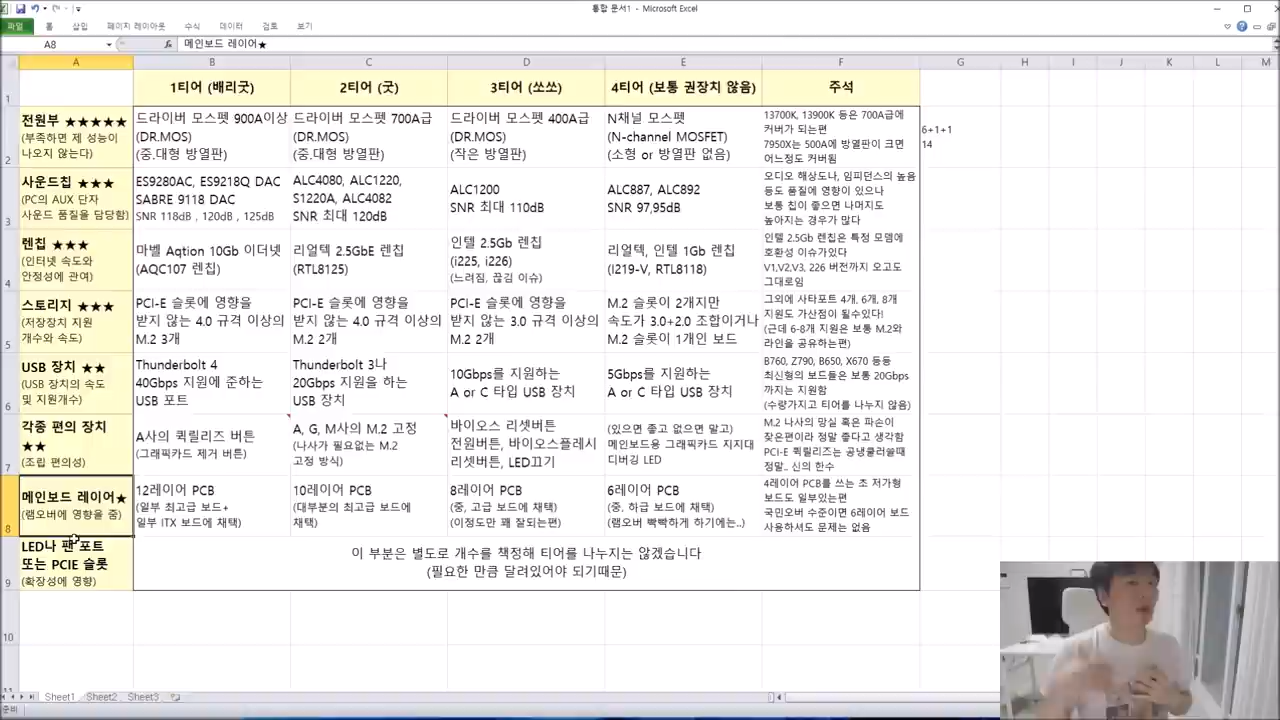 통합 문서1 - Microsoft Excel
파일 홈 삽입 페이지 레이아웃 수식 데이터 검토 보기
A8 fx 메인보드 레이어★
A B C D E F G H I J K L M
1
1티어 (배리굿)
2티어 (굿)
3티어 (쏘쏘)
4티어 (보통 권장치 않음)
주석
2
전원부 ★★★★★
(부족하면 제 성능이
나오지 않는다)
드라이버 모스펫 900A이상
(DR.MOS)
(중.대형 방열판)
드라이버 모스펫 700A급
(DR.MOS)
(중.대형 방열판)
드라이버 모스펫 400A급
(DR.MOS)
(작은 방열판)
N채널 모스펫
(N-channel MOSFET)
(소형 or 방열판 없음)
13700K, 13900K 등은 700A급에
커버가 되는편
7950X는 500A에 방열판이 크면
어느정도 커버됨
6+1+1
14
3
사운드칩 ★★★
(PC의 AUX 단자
사운드 품질을 담당함)
ES9280AC, ES9218Q DAC
SABRE 9118 DAC
SNR 118dB , 120dB , 125dB
ALC4080, ALC1220,
S1220A, ALC4082
SNR 최대 120dB
ALC1200
SNR 최대 110dB
ALC887, ALC892
SNR 97,95dB
오디오 해상도나, 임피던스의 높음
등도 품질에 영향이 있으나
보통 칩이 좋으면 나머지도
높아지는 경우가 많다
4
렌칩 ★★★
(인터넷 속도와
안정성에 관여)
마벨 Aqtion 10Gb 이더넷
(AQC107 렌칩)
리얼텍 2.5GbE 렌칩
(RTL8125)
인텔 2.5Gb 렌칩
(i225, i226)
(느려짐, 끊김 이슈)
리얼텍, 인텔 1Gb 렌칩
(I219-V, RTL8118)
인텔 2.5Gb 렌칩은 특정 모뎀에
호환성 이슈가있다
V1,V2,V3, 226 버전까지 오고도
그대로임
5
스토리지 ★★★
(저장장치 지원
개수와 속도)
PCI-E 슬롯에 영향을
받지 않는 4.0 규격 이상의
M.2 3개
PCI-E 슬롯에 영향을
받지 않는 4.0 규격 이상의
M.2 2개
PCI-E 슬롯에 영향을
받지 않는 3.0 규격 이상의
M.2 2개
M.2 슬롯이 2개지만
속도가 3.0+2.0 조합이거나
M.2 슬롯이 1개인 보드
그외에 사타포트 4개, 6개, 8개
지원도 가산점이 될수있다!
(근데 6-8개 지원은 보통 M.2와
라인을 공유하는편)
6
USB 장치 ★★
(USB 장치의 속도
및 지원개수)
Thunderbolt 4
40Gbps 지원에 준하는
USB 포트
Thunderbolt 3나
20Gbps 지원을 하는
USB 장치
10Gbps를 지원하는
A or C 타입 USB 장치
5Gbps를 지원하는
A or C 타입 USB 장치
B760, Z790, B650, X670 등등
최신형의 보드들은 보통 20Gbps
까지는 지원함
(수량가지고 티어를 나누지 않음)
7
각종 편의 장치
★★
(조립 편의성)
A사의 퀵릴리즈 버튼
(그래픽카드 제거 버튼)
A, G, M사의 M.2 고정
(나사가 필요없는 M.2
고정 방식)
바이오스 리셋버튼
전원버튼, 바이오스플레시
리셋버튼, LED끄기
(있으면 좋고 없으면 말고)
메인보드용 그래픽카드 지지대
디버깅 LED
M.2 나사의 망실 혹은 파손이
잦은편이라 정말 좋다고 생각함
PCI-E 퀵릴리즈는 공냉쿨러쓸때
정말.. 신의 한수
8
메인보드 레이어★
(램오버에 영향을 줌)
12레이어 PCB
(일부 최고급 보드+
일부 ITX 보드에 채택)
10레이어 PCB
(대부분의 최고급 보드에
채택)
8레이어 PCB
(중, 고급 보드에 채택)
(이정도만 꽤 잘되는편)
6레이어 PCB
(중, 하급 보드에 채택)
(램오버 빡빡하게 하기에는..)
4레이어 PCB를 쓰는 초 저가형
보드도 일부있는편
국민오버 수준이면 6레이어 보드
사용하셔도 문제는 없음
9
LED나 팬 포트
또는 PCIE 슬롯
(확장성에 영향)
이 부분은 별도로 개수를 책정해 티어를 나누지는 않겠습니다
(필요한 만큼 달려있어야 되기때문)
10
11
Sheet1 Sheet2 Sheet3
준비